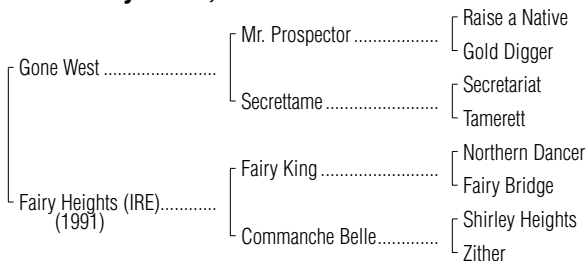 Raise a Native
Mr. Prospector ....................
Gold Digger
Gone West ..........................
Secretariat
Secrettame ..........................
Tamerett
Northern Dancer
Fairy King ............................
Fairy Bridge
Fairy Heights (IRE).............
(1991)
Shirley Heights
Commanche Belle..............
Zither